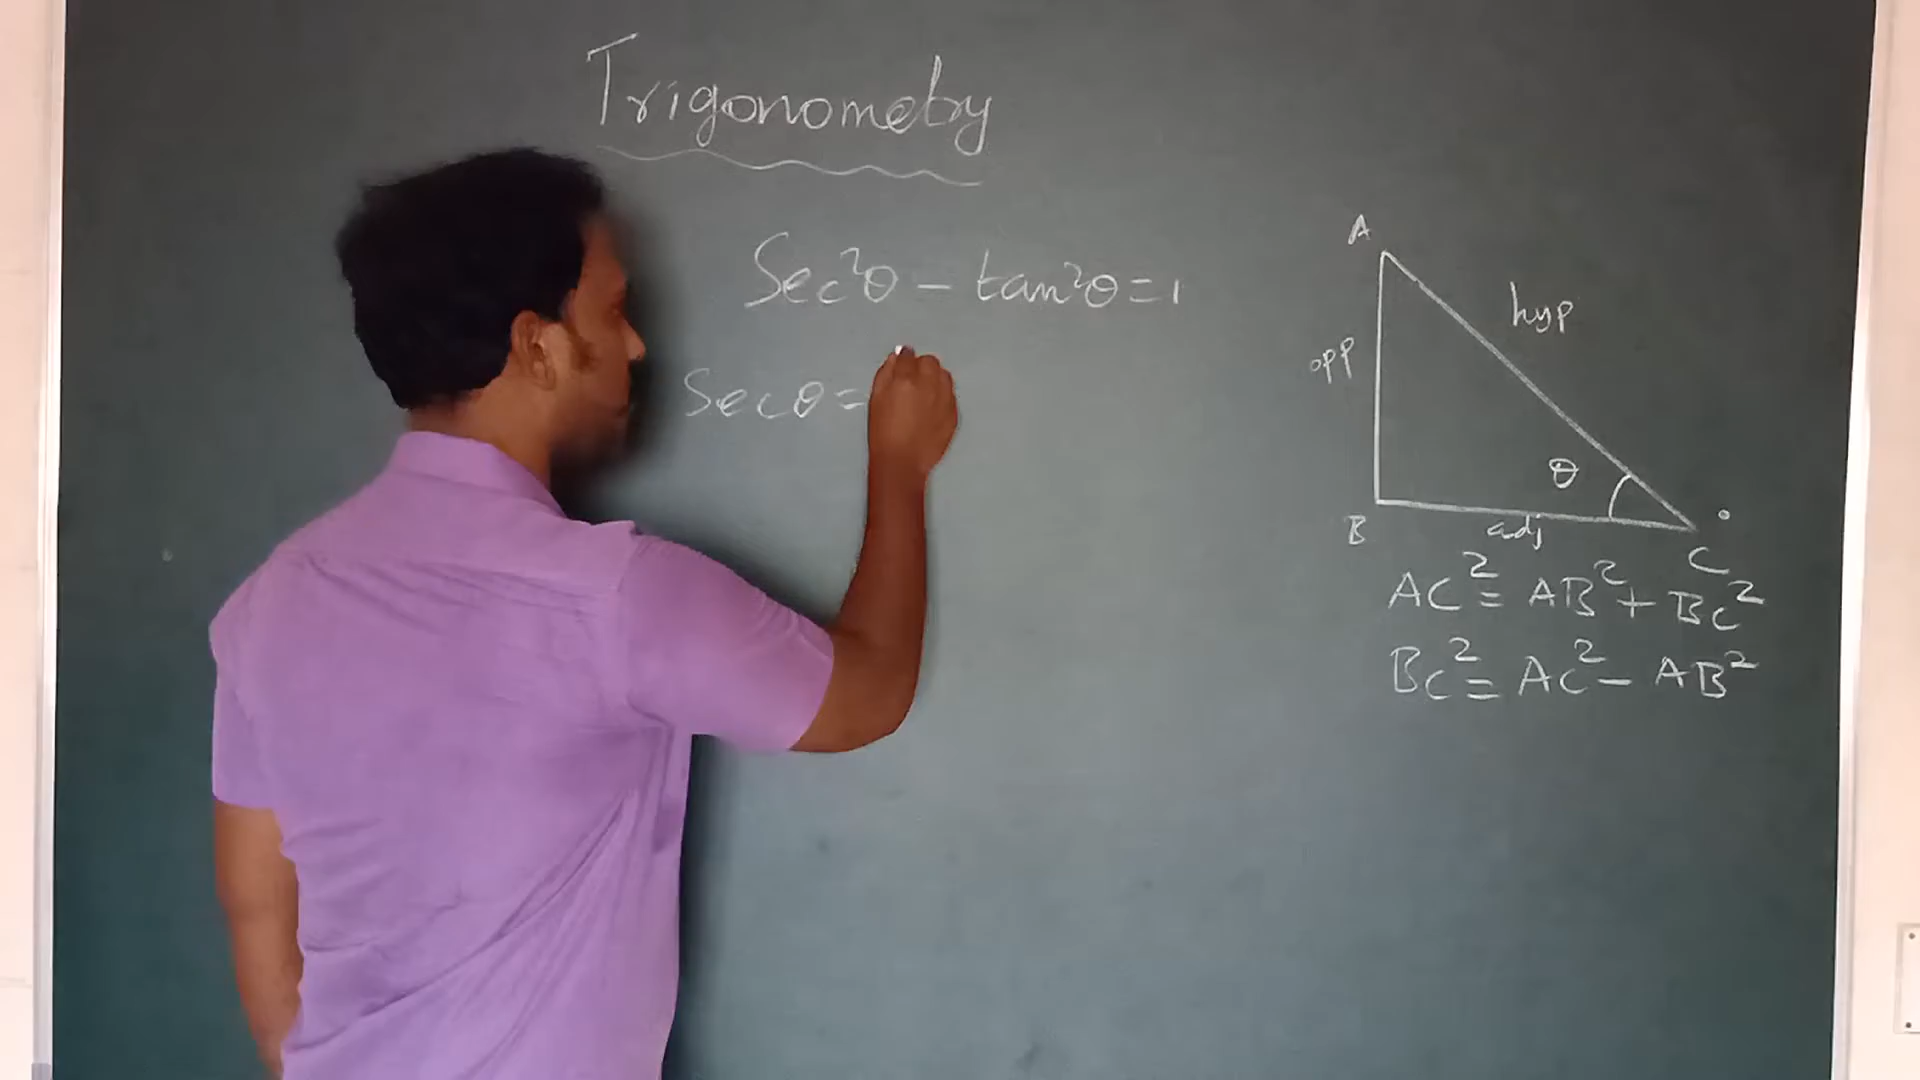 Trigonometry
Sec²θ - tan²θ = 1
Secθ =
A
hyp
opp
θ
B
adj
C
AC² = AB² + BC²
BC² = AC² - AB²